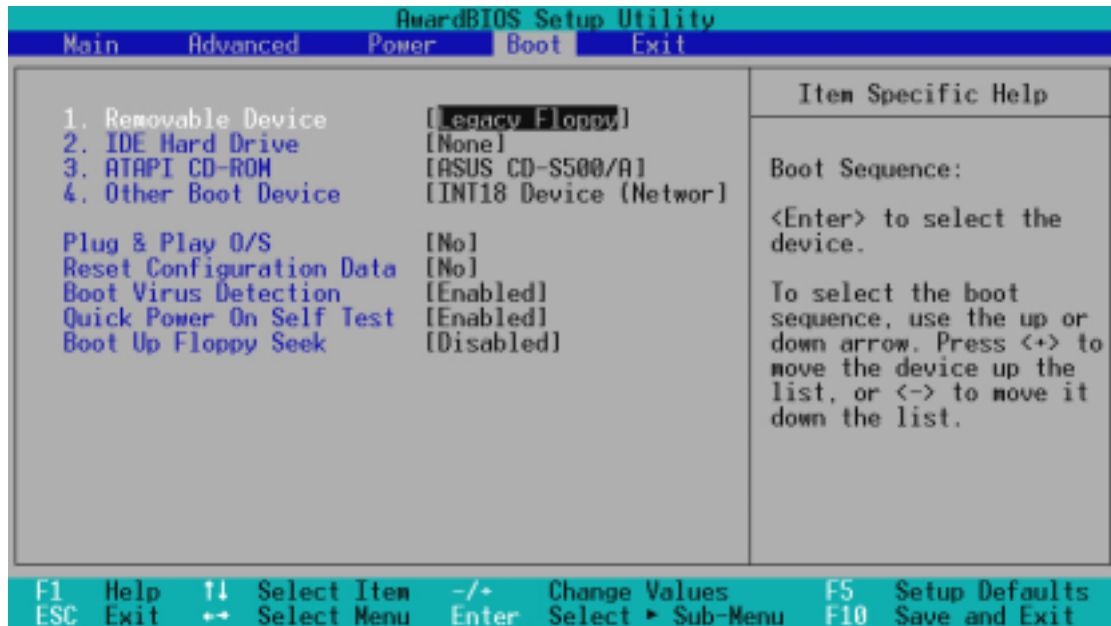 AwardBIOS Setup Utility
Main Advanced Power Boot Exit
1. Removable Device [Legacy Floppy]
2. IDE Hard Drive [None]
3. ATAPI CD-ROM [ASUS CD-S500/A]
4. Other Boot Device [INT18 Device (Networ]
Plug & Play O/S [No]
Reset Configuration Data [No]
Boot Virus Detection [Enabled]
Quick Power On Self Test [Enabled]
Boot Up Floppy Seek [Disabled]
Item Specific Help
Boot Sequence:
<Enter> to select the
device.
To select the boot
sequence, use the up or
down arrow. Press <+> to
move the device up the
list, or <-> to move it
down the list.
F1 Help ↑↓ Select Item -/+ Change Values F5 Setup Defaults
ESC Exit ←→ Select Menu Enter Select ► Sub-Menu F10 Save and Exit